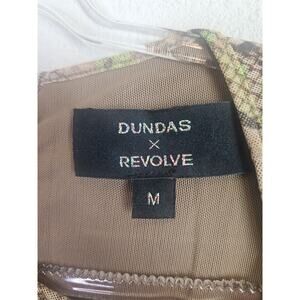 DUNDAS
×
REVOLVE
M